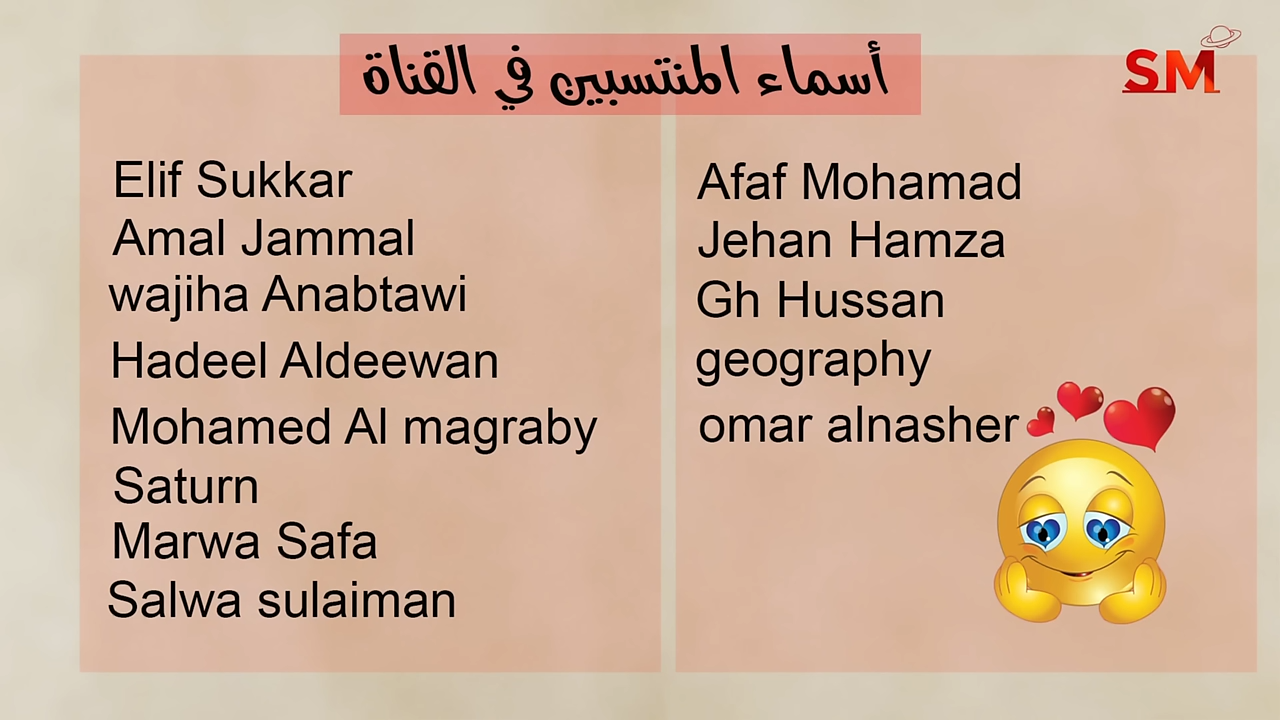 أسماء المنتسبين في القناة
SM
Elif Sukkar
Amal Jammal
wajiha Anabtawi
Hadeel Aldeewan
Mohamed Al magraby
Saturn
Marwa Safa
Salwa sulaiman
Afaf Mohamad
Jehan Hamza
Gh Hussan
geography
omar alnasher